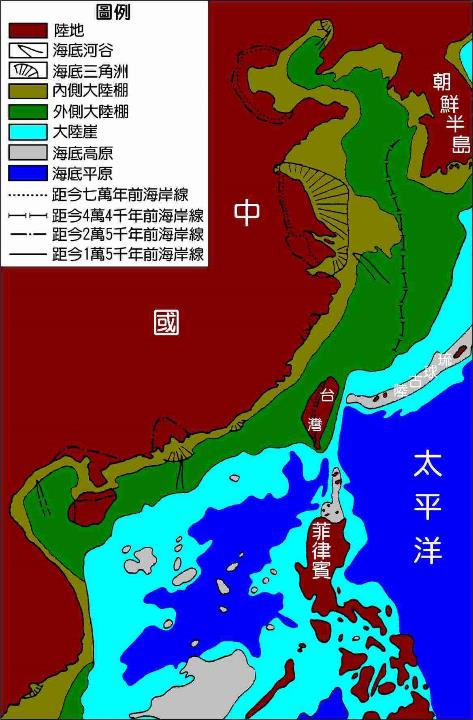 圖例
陸地
海底河谷
海底三角洲
內側大陸棚
外側大陸棚
大陸崖
海底高原
海底平原
距今七萬年前海岸線
距今4萬4千年前海岸線
距今2萬5千年前海岸線
距今1萬5千年前海岸線
朝鮮半島
中國
琉球古陸
台灣
太平洋
菲律賓